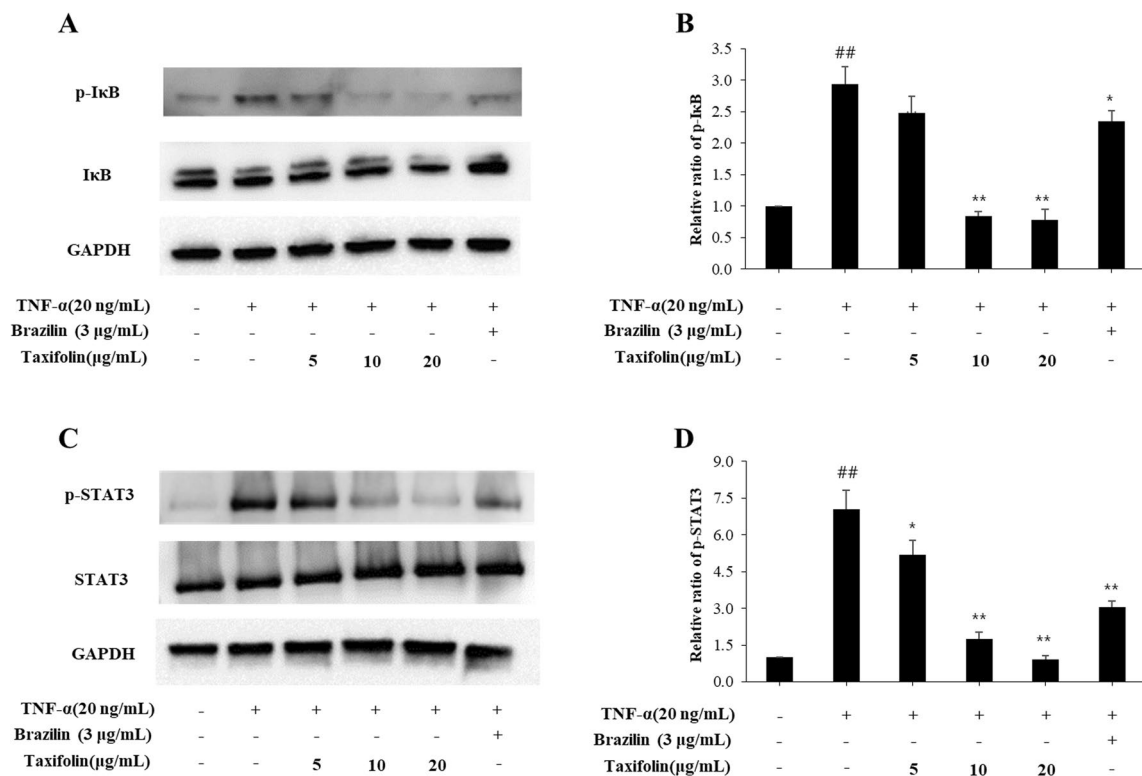 A
p-IκB
IκB
GAPDH
TNF-α(20 ng/mL) - + + + + +
Brazilin (3 μg/mL) - - - - - +
Taxifolin(μg/mL) - - 5 10 20 -
B
Relative ratio of p-IκB
3.5
3.0
2.5
2.0
1.5
1.0
0.5
0.0
## ** ** *
TNF-α(20 ng/mL) - + + + + +
Brazilin (3 μg/mL) - - - - - +
Taxifolin(μg/mL) - - 5 10 20 -
C
p-STAT3
STAT3
GAPDH
TNF-α(20 ng/mL) - + + + + +
Brazilin (3 μg/mL) - - - - - +
Taxifolin(μg/mL) - - 5 10 20 -
D
Relative ratio of p-STAT3
9.0
7.5
6.0
4.5
3.0
1.5
0.0
## * ** ** **
TNF-α(20 ng/mL) - + + + + +
Brazilin (3 μg/mL) - - - - - +
Taxifolin(μg/mL) - - 5 10 20 -